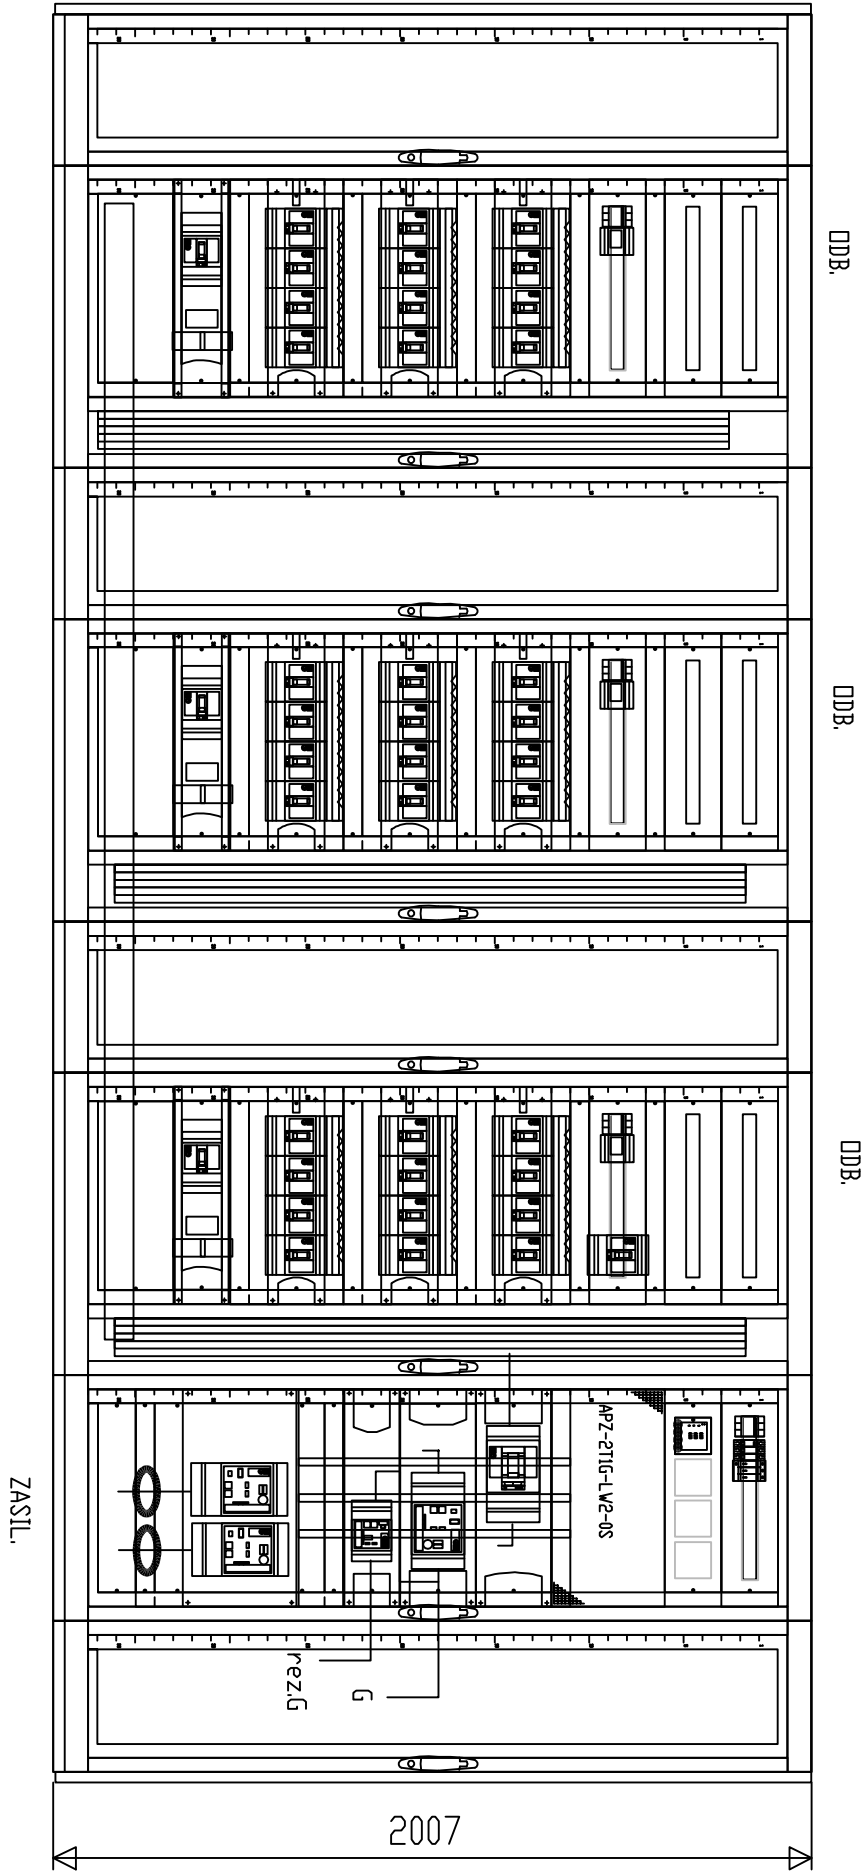 ODB.
ODB.
ODB.
APZ-2T1G-LW2-0S
ZASIL.
rez.G
G
2007